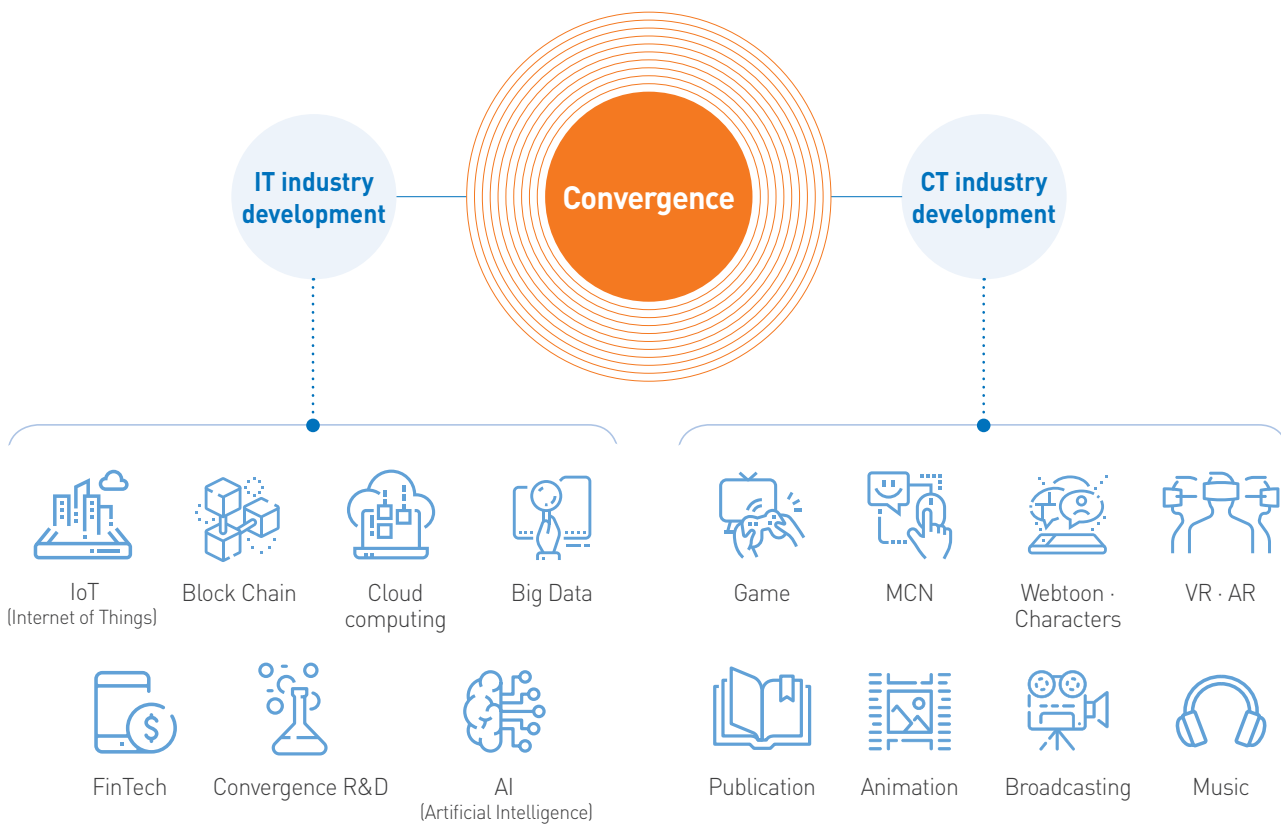 IT industry
development
Convergence
CT industry
development
IoT
(Internet of Things)
Block Chain
Cloud
computing
Big Data
Game
MCN
Webtoon ·
Characters
VR · AR
FinTech
Convergence R&D
AI
(Artificial Intelligence)
Publication
Animation
Broadcasting
Music